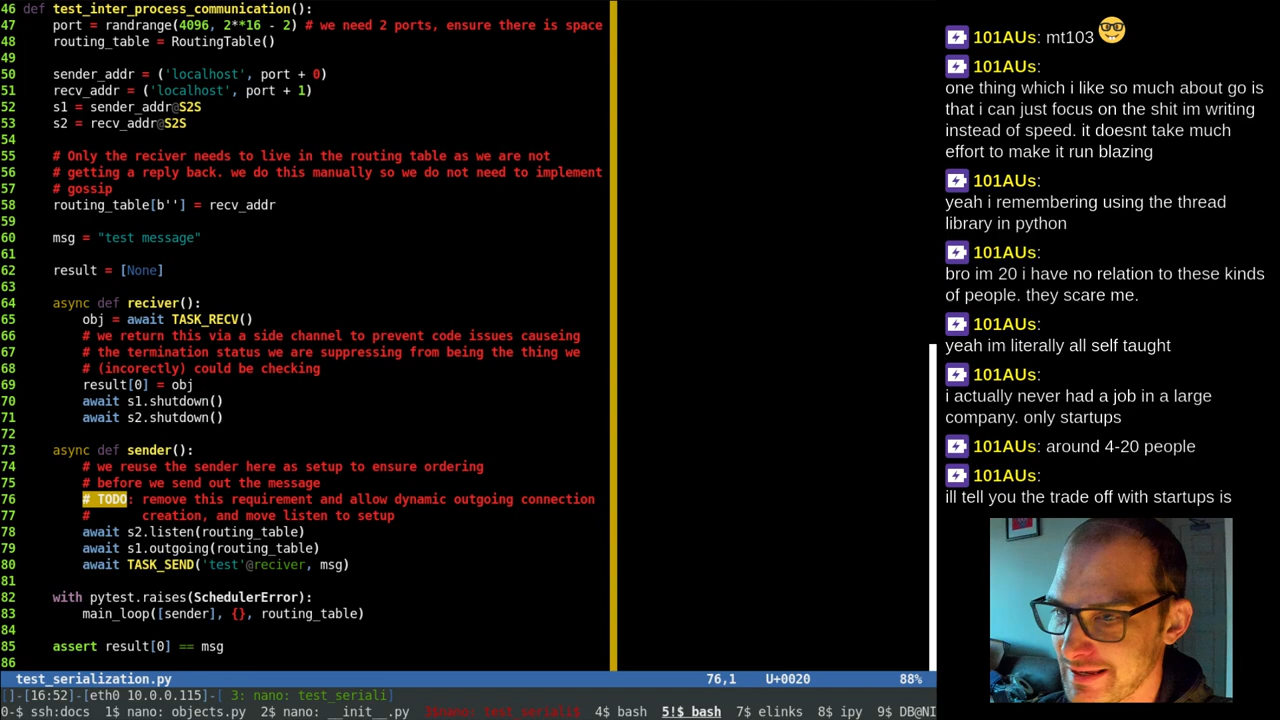 46 def test_inter_process_communication():
47     port = randrange(4096, 2**16 - 2) # we need 2 ports, ensure there is space
48     routing_table = RoutingTable()
49
50     sender_addr = ('localhost', port + 0)
51     recv_addr = ('localhost', port + 1)
52     s1 = sender_addr@S2S
53     s2 = recv_addr@S2S
54
55     # Only the reciver needs to live in the routing table as we are not
56     # getting a reply back. we do this manually so we do not need to implement
57     # gossip
58     routing_table[b''] = recv_addr
59
60     msg = "test message"
61
62     result = [None]
63
64     async def reciver():
65         obj = await TASK_RECV()
66         # we return this via a side channel to prevent code issues causeing
67         # the termination status we are suppressing from being the thing we
68         # (incorectly) could be checking
69         result[0] = obj
70         await s1.shutdown()
71         await s2.shutdown()
72
73     async def sender():
74         # we reuse the sender here as setup to ensure ordering
75         # before we send out the message
76         # TODO: remove this requirement and allow dynamic outgoing connection
77         #       creation, and move listen to setup
78         await s2.listen(routing_table)
79         await s1.outgoing(routing_table)
80         await TASK_SEND('test'@reciver, msg)
81
82     with pytest.raises(SchedulerError):
83         main_loop([sender], {}, routing_table)
84
85     assert result[0] == msg
86
test_serialization.py 76,1 U+0020 88%
[]-[16:52]-[eth0 10.0.0.115]-[ 3: nano: test_seriali]
0-$ ssh:docs 1$ nano: objects.py 2$ nano: __init__.py 3$nano: test_seriali$ 4$ bash 5!$ bash 7$ elinks 8$ ipy 9$ DB@NI
101AUs: mt103
101AUs:
one thing which i like so much about go is
that i can just focus on the shit im writing
instead of speed. it doesnt take much
effort to make it run blazing
101AUs:
yeah i remembering using the thread
library in python
101AUs:
bro im 20 i have no relation to these kinds
of people. they scare me.
101AUs:
yeah im literally all self taught
101AUs:
i actually never had a job in a large
company. only startups
101AUs: around 4-20 people
101AUs:
ill tell you the trade off with startups is